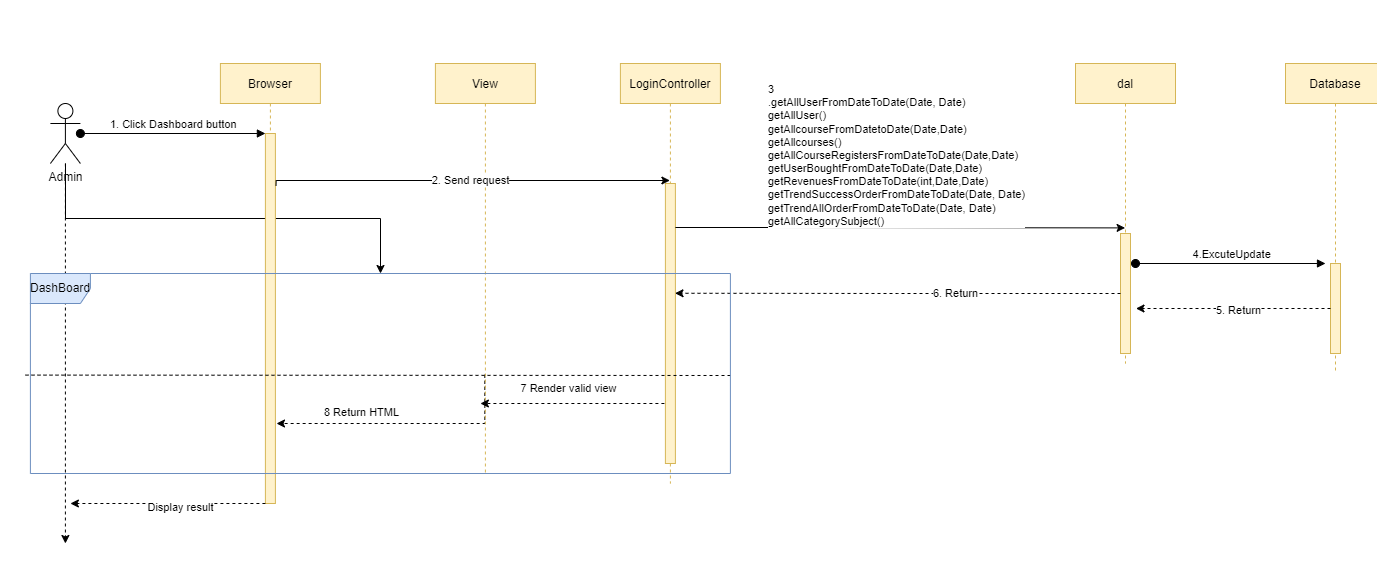 Browser
View
LoginController
dal
Database
3
.getAllUserFromDateToDate(Date, Date)
getAllUser()
getAllcourseFromDatetoDate(Date,Date)
getAllcourses()
getAllCourseRegistersFromDateToDate(Date,Date)
getUserBoughtFromDateToDate(Date,Date)
getRevenuesFromDateToDate(int,Date,Date)
getTrendSuccessOrderFromDateToDate(Date, Date)
getTrendAllOrderFromDateToDate(Date, Date)
getAllCategorySubject()
1. Click Dashboard button
Admin
2. Send request
4.ExcuteUpdate
DashBoard
6. Return
5. Return
7 Render valid view
8 Return HTML
Display result